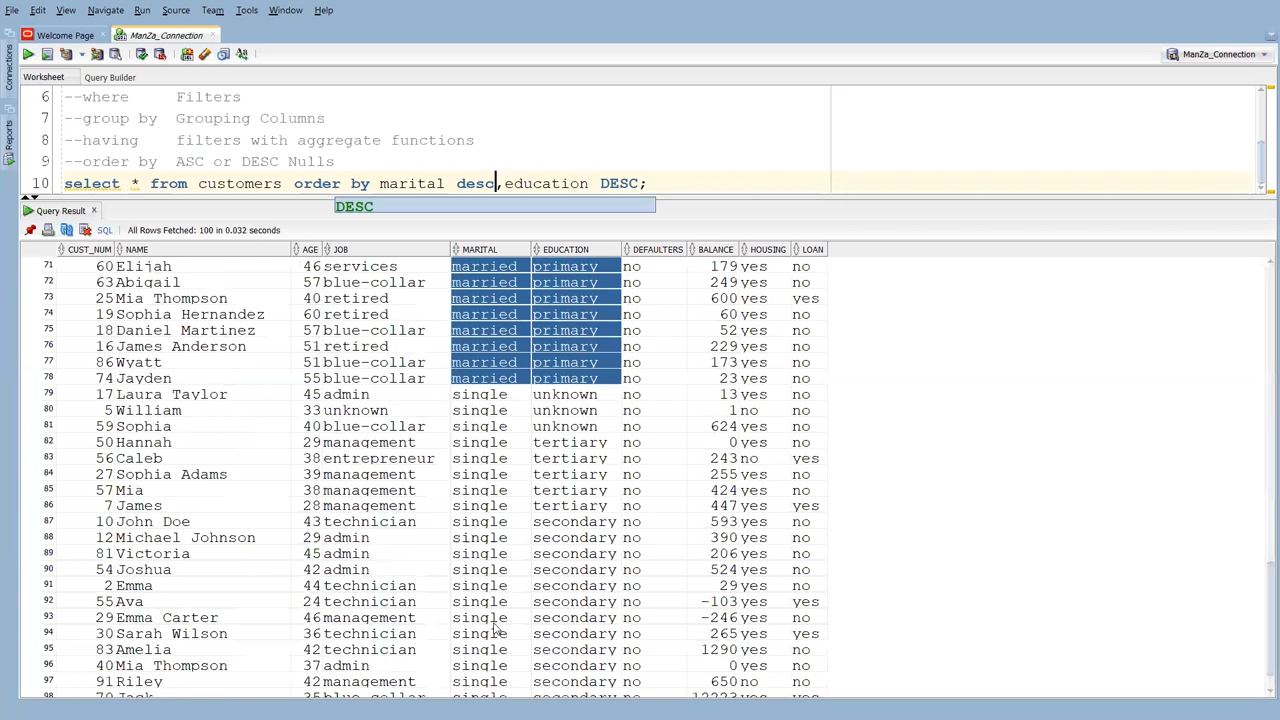 File Edit View Navigate Run Source Team Tools Window Help
Welcome Page ManZa_Connection
ManZa_Connection
Connections
Reports
Worksheet Query Builder
6 --where Filters
7 --group by Grouping Columns
8 --having filters with aggregate functions
9 --order by ASC or DESC Nulls
10 select * from customers order by marital desc,education DESC;
DESC
Query Result
SQL All Rows Fetched: 100 in 0.032 seconds
CUST_NUM NAME AGE JOB MARITAL EDUCATION DEFAULTERS BALANCE HOUSING LOAN
71 60 Elijah 46 services married primary no 179 yes no
72 63 Abigail 57 blue-collar married primary no 249 yes no
73 25 Mia Thompson 40 retired married primary no 600 yes yes
74 19 Sophia Hernandez 60 retired married primary no 60 yes no
75 18 Daniel Martinez 57 blue-collar married primary no 52 yes no
76 16 James Anderson 51 retired married primary no 229 yes no
77 86 Wyatt 51 blue-collar married primary no 173 yes no
78 74 Jayden 55 blue-collar married primary no 23 yes no
79 17 Laura Taylor 45 admin single unknown no 13 yes no
80 5 William 33 unknown single unknown no 1 no no
81 59 Sophia 40 blue-collar single unknown no 624 yes no
82 50 Hannah 29 management single tertiary no 0 yes no
83 56 Caleb 38 entrepreneur single tertiary no 243 no yes
84 27 Sophia Adams 39 management single tertiary no 255 yes no
85 57 Mia 38 management single tertiary no 424 yes no
86 7 James 28 management single tertiary no 447 yes yes
87 10 John Doe 43 technician single secondary no 593 yes no
88 12 Michael Johnson 29 admin single secondary no 390 yes no
89 81 Victoria 45 admin single secondary no 206 yes no
90 54 Joshua 42 admin single secondary no 524 yes no
91 2 Emma 44 technician single secondary no 29 yes no
92 55 Ava 24 technician single secondary no -103 yes yes
93 29 Emma Carter 46 management single secondary no -246 yes no
94 30 Sarah Wilson 36 technician single secondary no 265 yes yes
95 83 Amelia 42 technician single secondary no 1290 yes no
96 40 Mia Thompson 37 admin single secondary no 0 yes no
97 91 Riley 42 management single secondary no 650 no no
98 70 Jack 35 blue-collar single secondary no 12223 yes yes